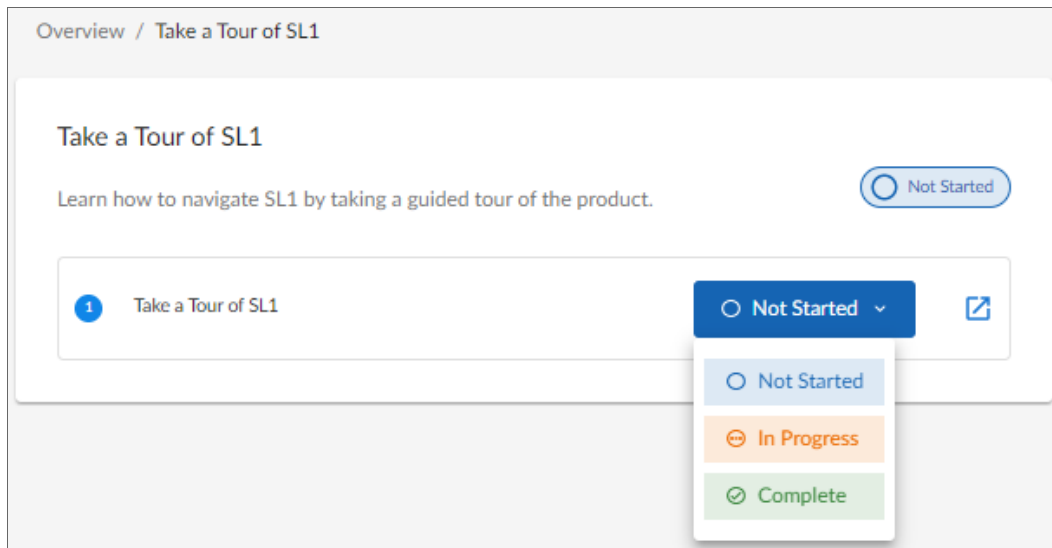 Overview / Take a Tour of SL1
Take a Tour of SL1
Learn how to navigate SL1 by taking a guided tour of the product.
Not Started
1
Take a Tour of SL1
Not Started
Not Started
In Progress
Complete